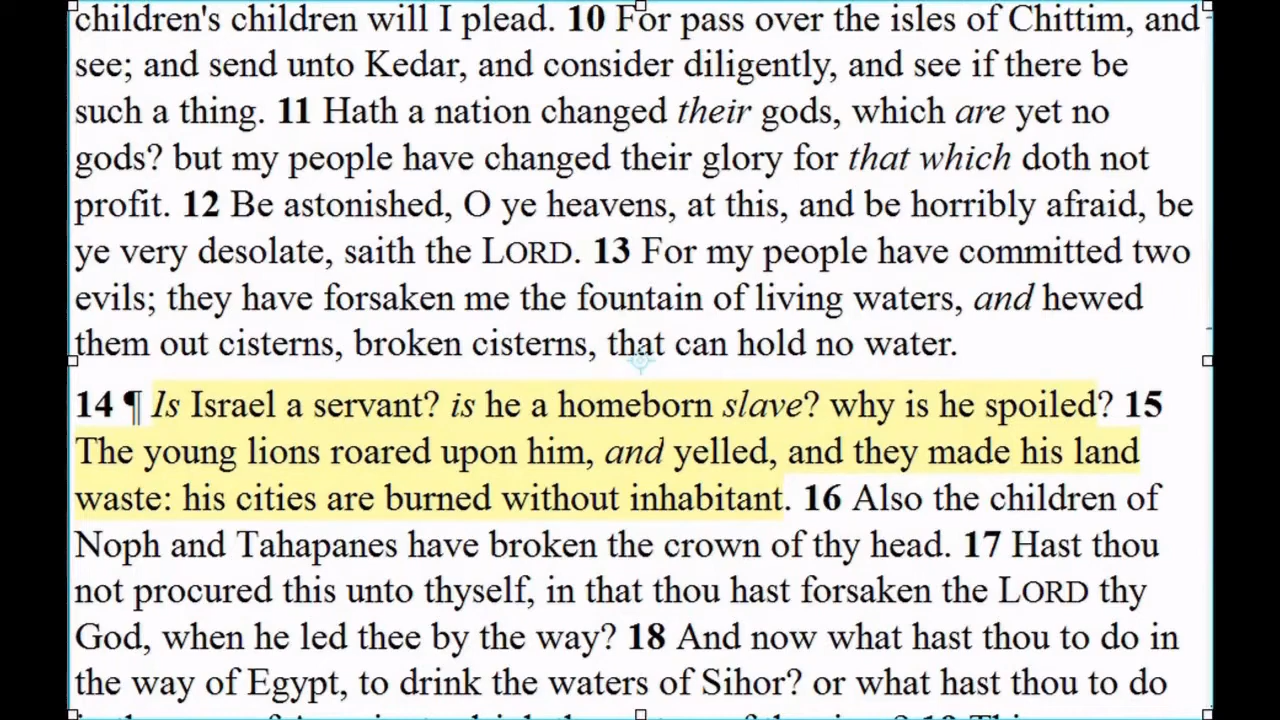 children's children will I plead. 10 For pass over the isles of Chittim, and
see; and send unto Kedar, and consider diligently, and see if there be
such a thing. 11 Hath a nation changed their gods, which are yet no
gods? but my people have changed their glory for that which doth not
profit. 12 Be astonished, O ye heavens, at this, and be horribly afraid, be
ye very desolate, saith the LORD. 13 For my people have committed two
evils; they have forsaken me the fountain of living waters, and hewed
them out cisterns, broken cisterns, that can hold no water.
14 ¶ Is Israel a servant? is he a homeborn slave? why is he spoiled? 15
The young lions roared upon him, and yelled, and they made his land
waste: his cities are burned without inhabitant. 16 Also the children of
Noph and Tahapanes have broken the crown of thy head. 17 Hast thou
not procured this unto thyself, in that thou hast forsaken the LORD thy
God, when he led thee by the way? 18 And now what hast thou to do in
the way of Egypt, to drink the waters of Sihor? or what hast thou to do